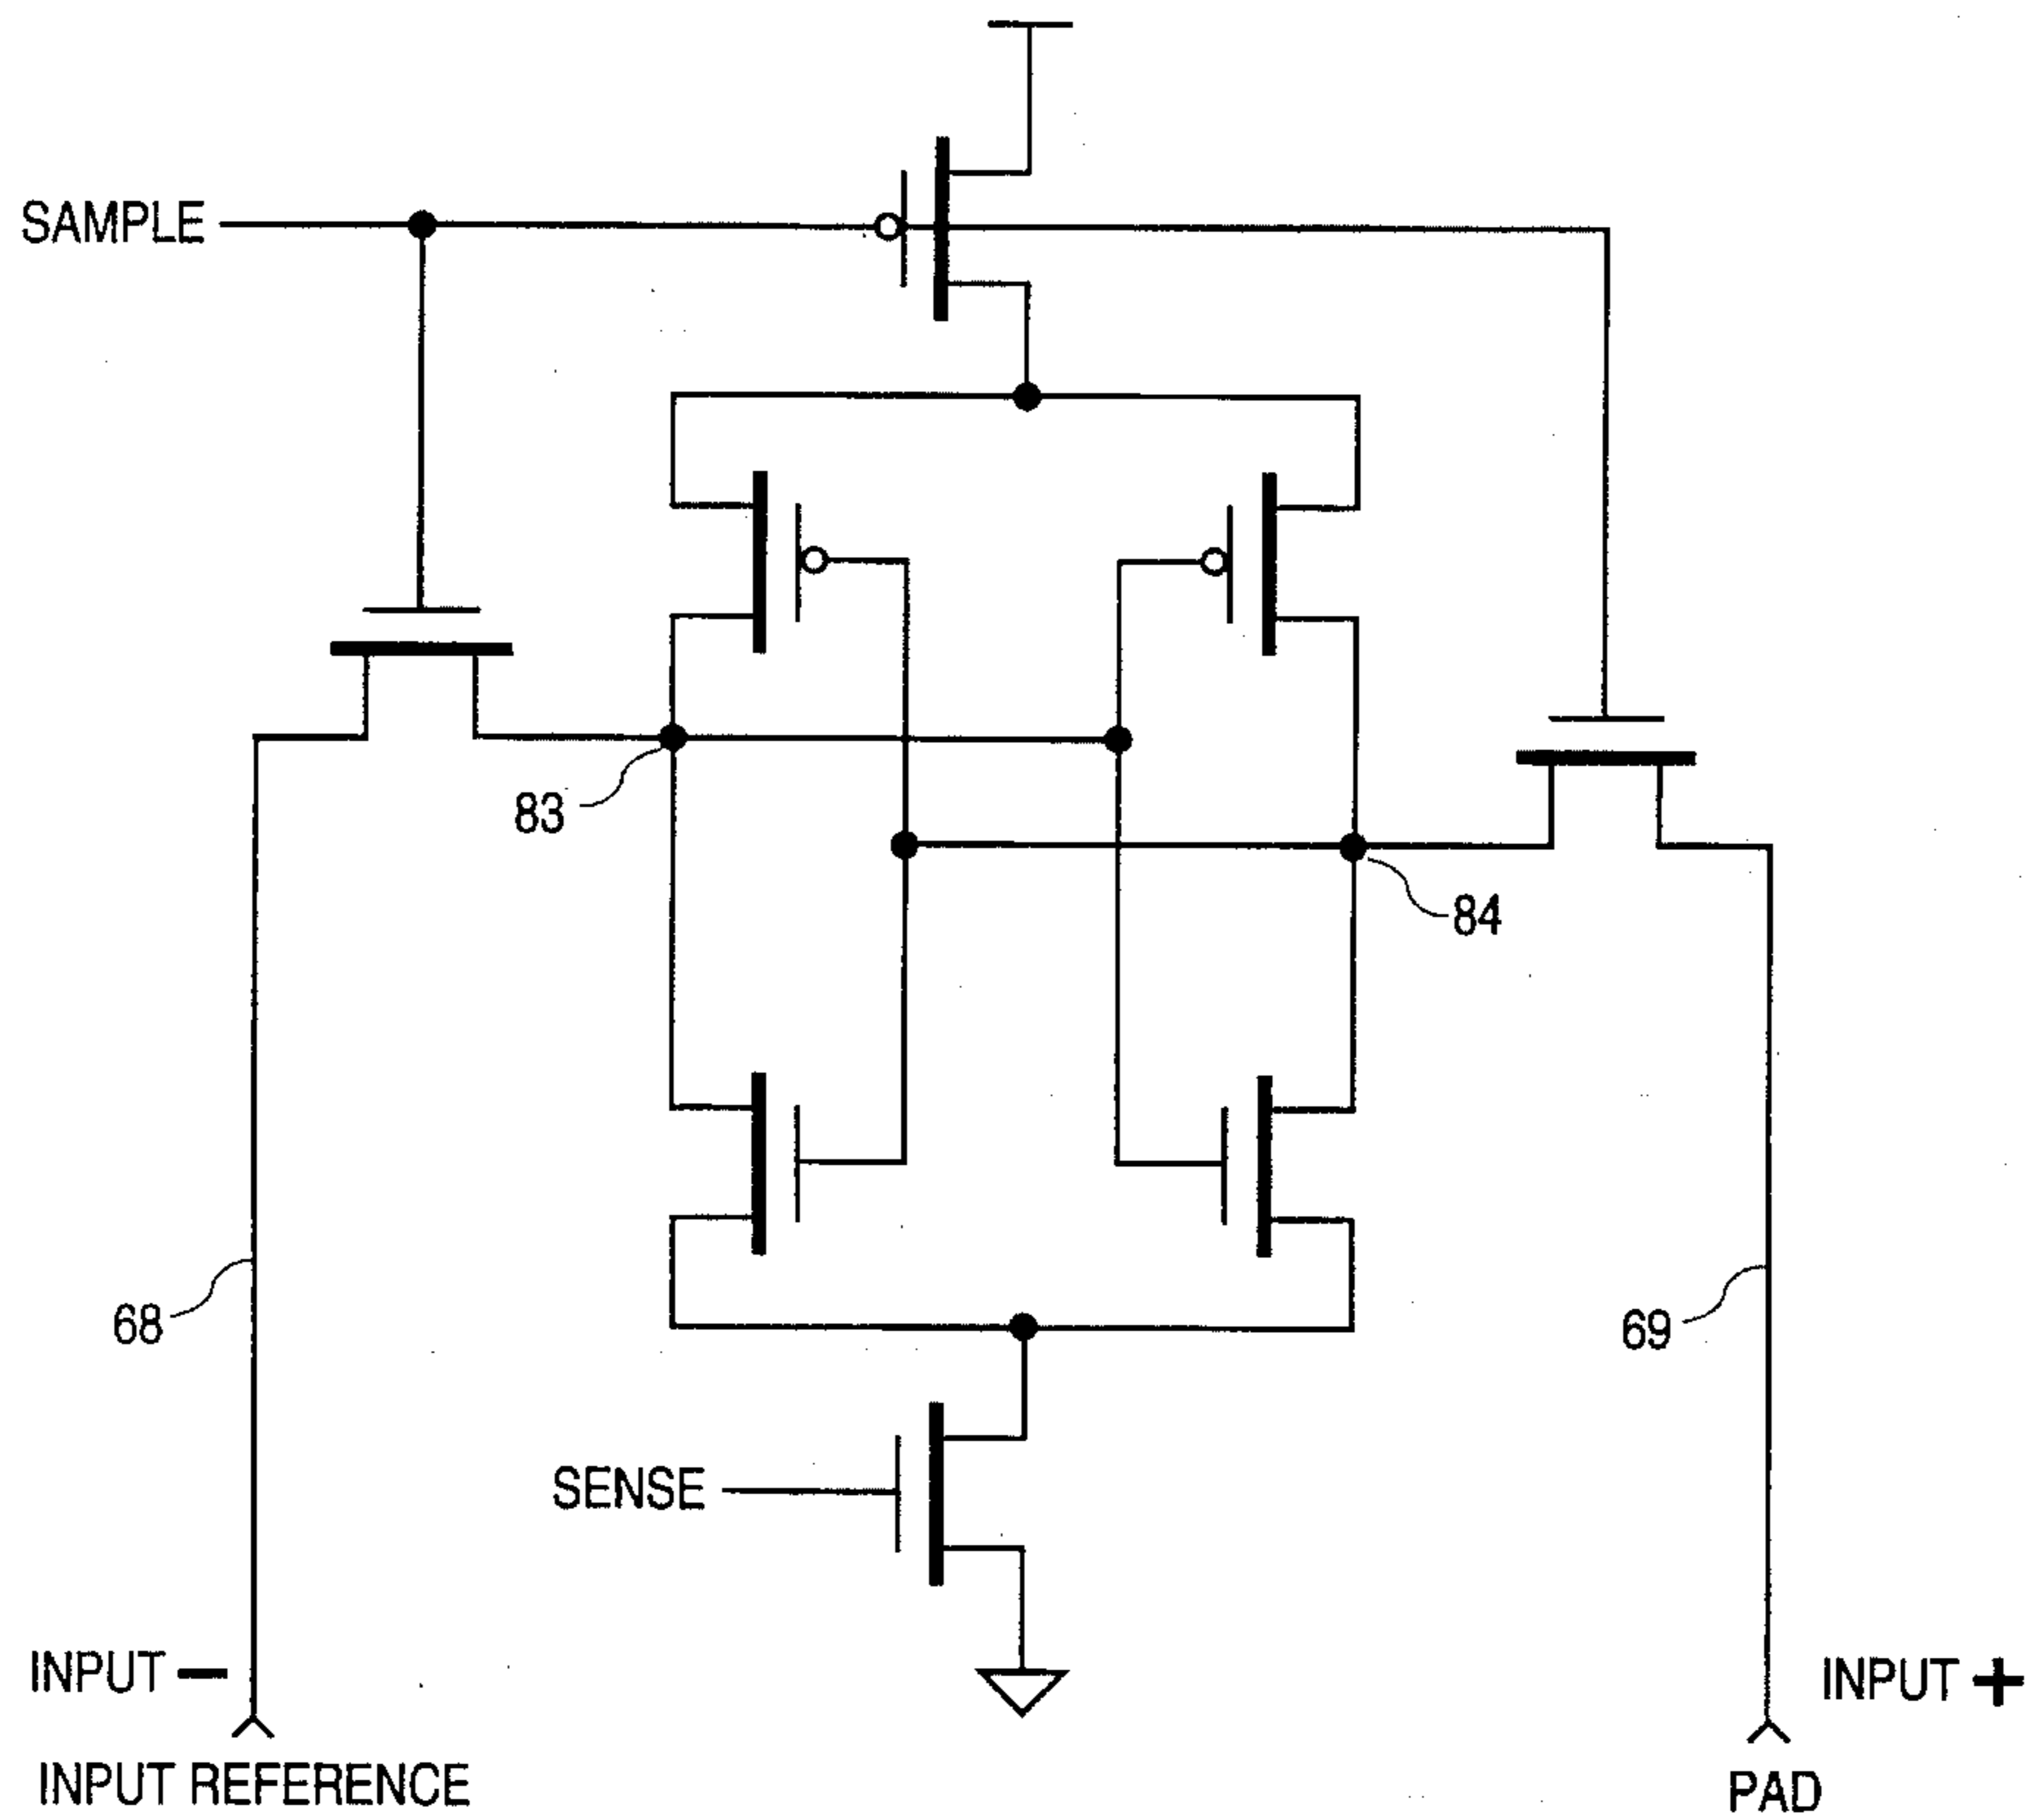 SAMPLE
83
84
68
69
SENSE
INPUT −
INPUT +
INPUT REFERENCE
PAD